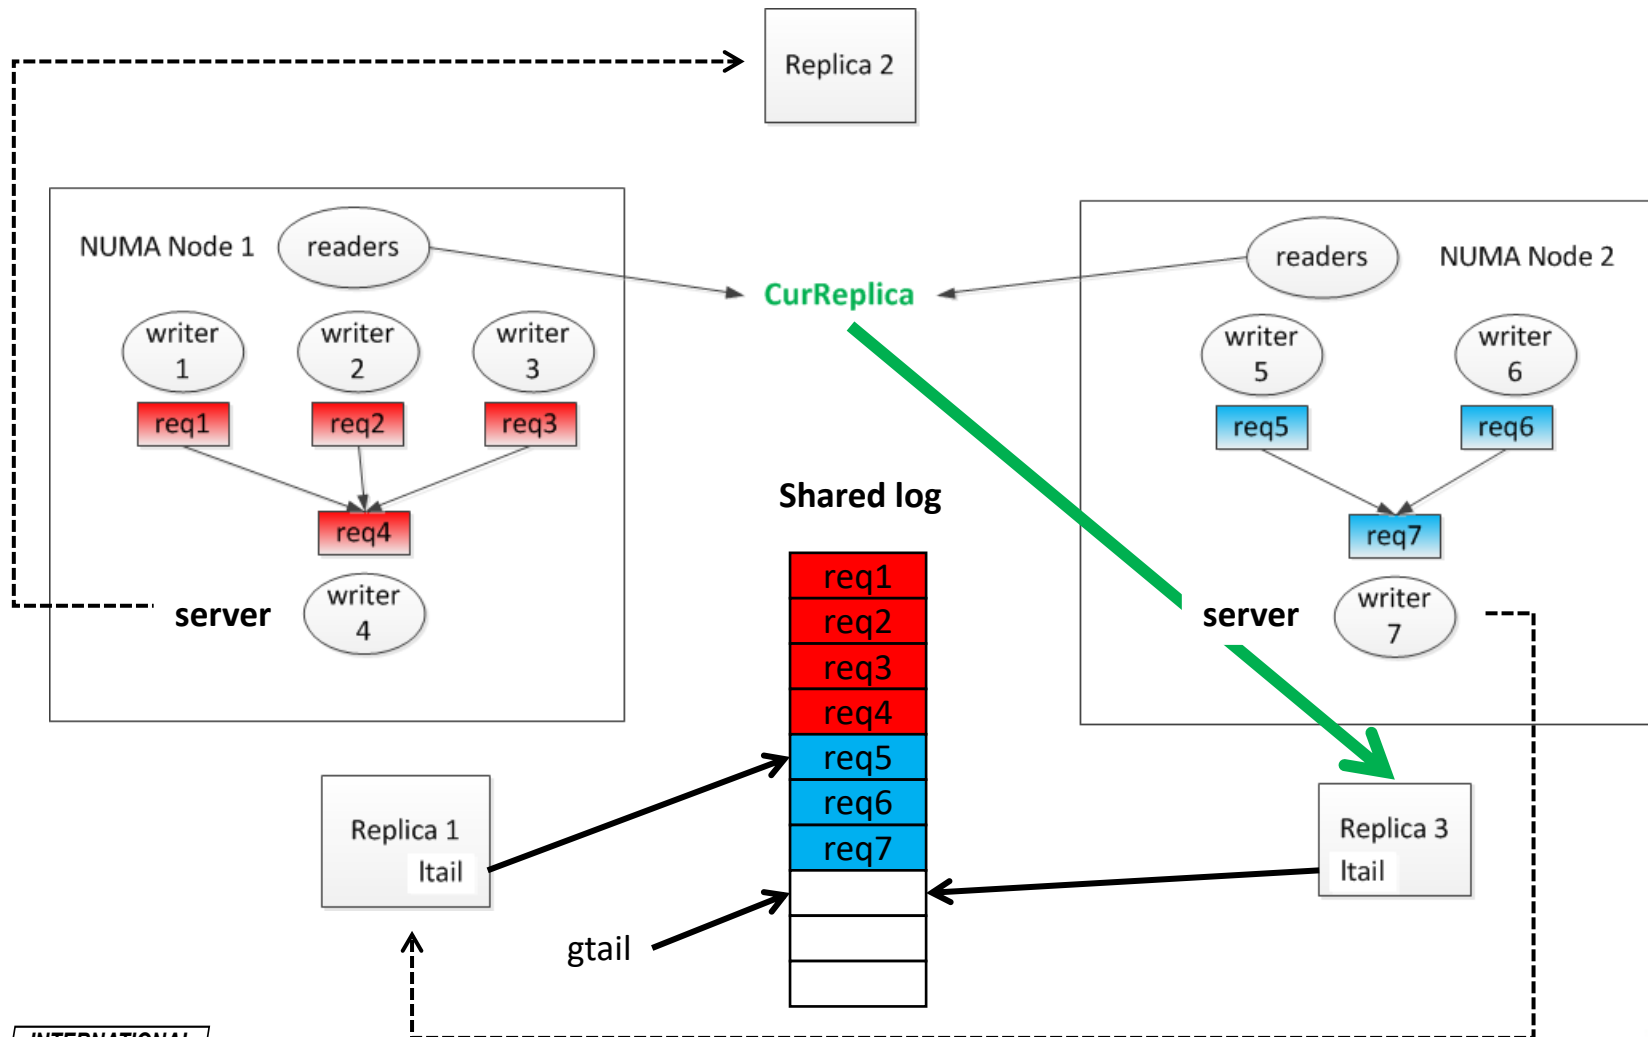 Replica 2
NUMA Node 1
readers
readers
NUMA Node 2
CurReplica
writer
1
writer
2
writer
3
writer
5
writer
6
req1
req2
req3
req5
req6
Shared log
req4
req7
server
writer
4
server
writer
7
req1
req2
req3
req4
req5
req6
req7
Replica 1
ltail
Replica 3
ltail
gtail
INTERNATIONAL